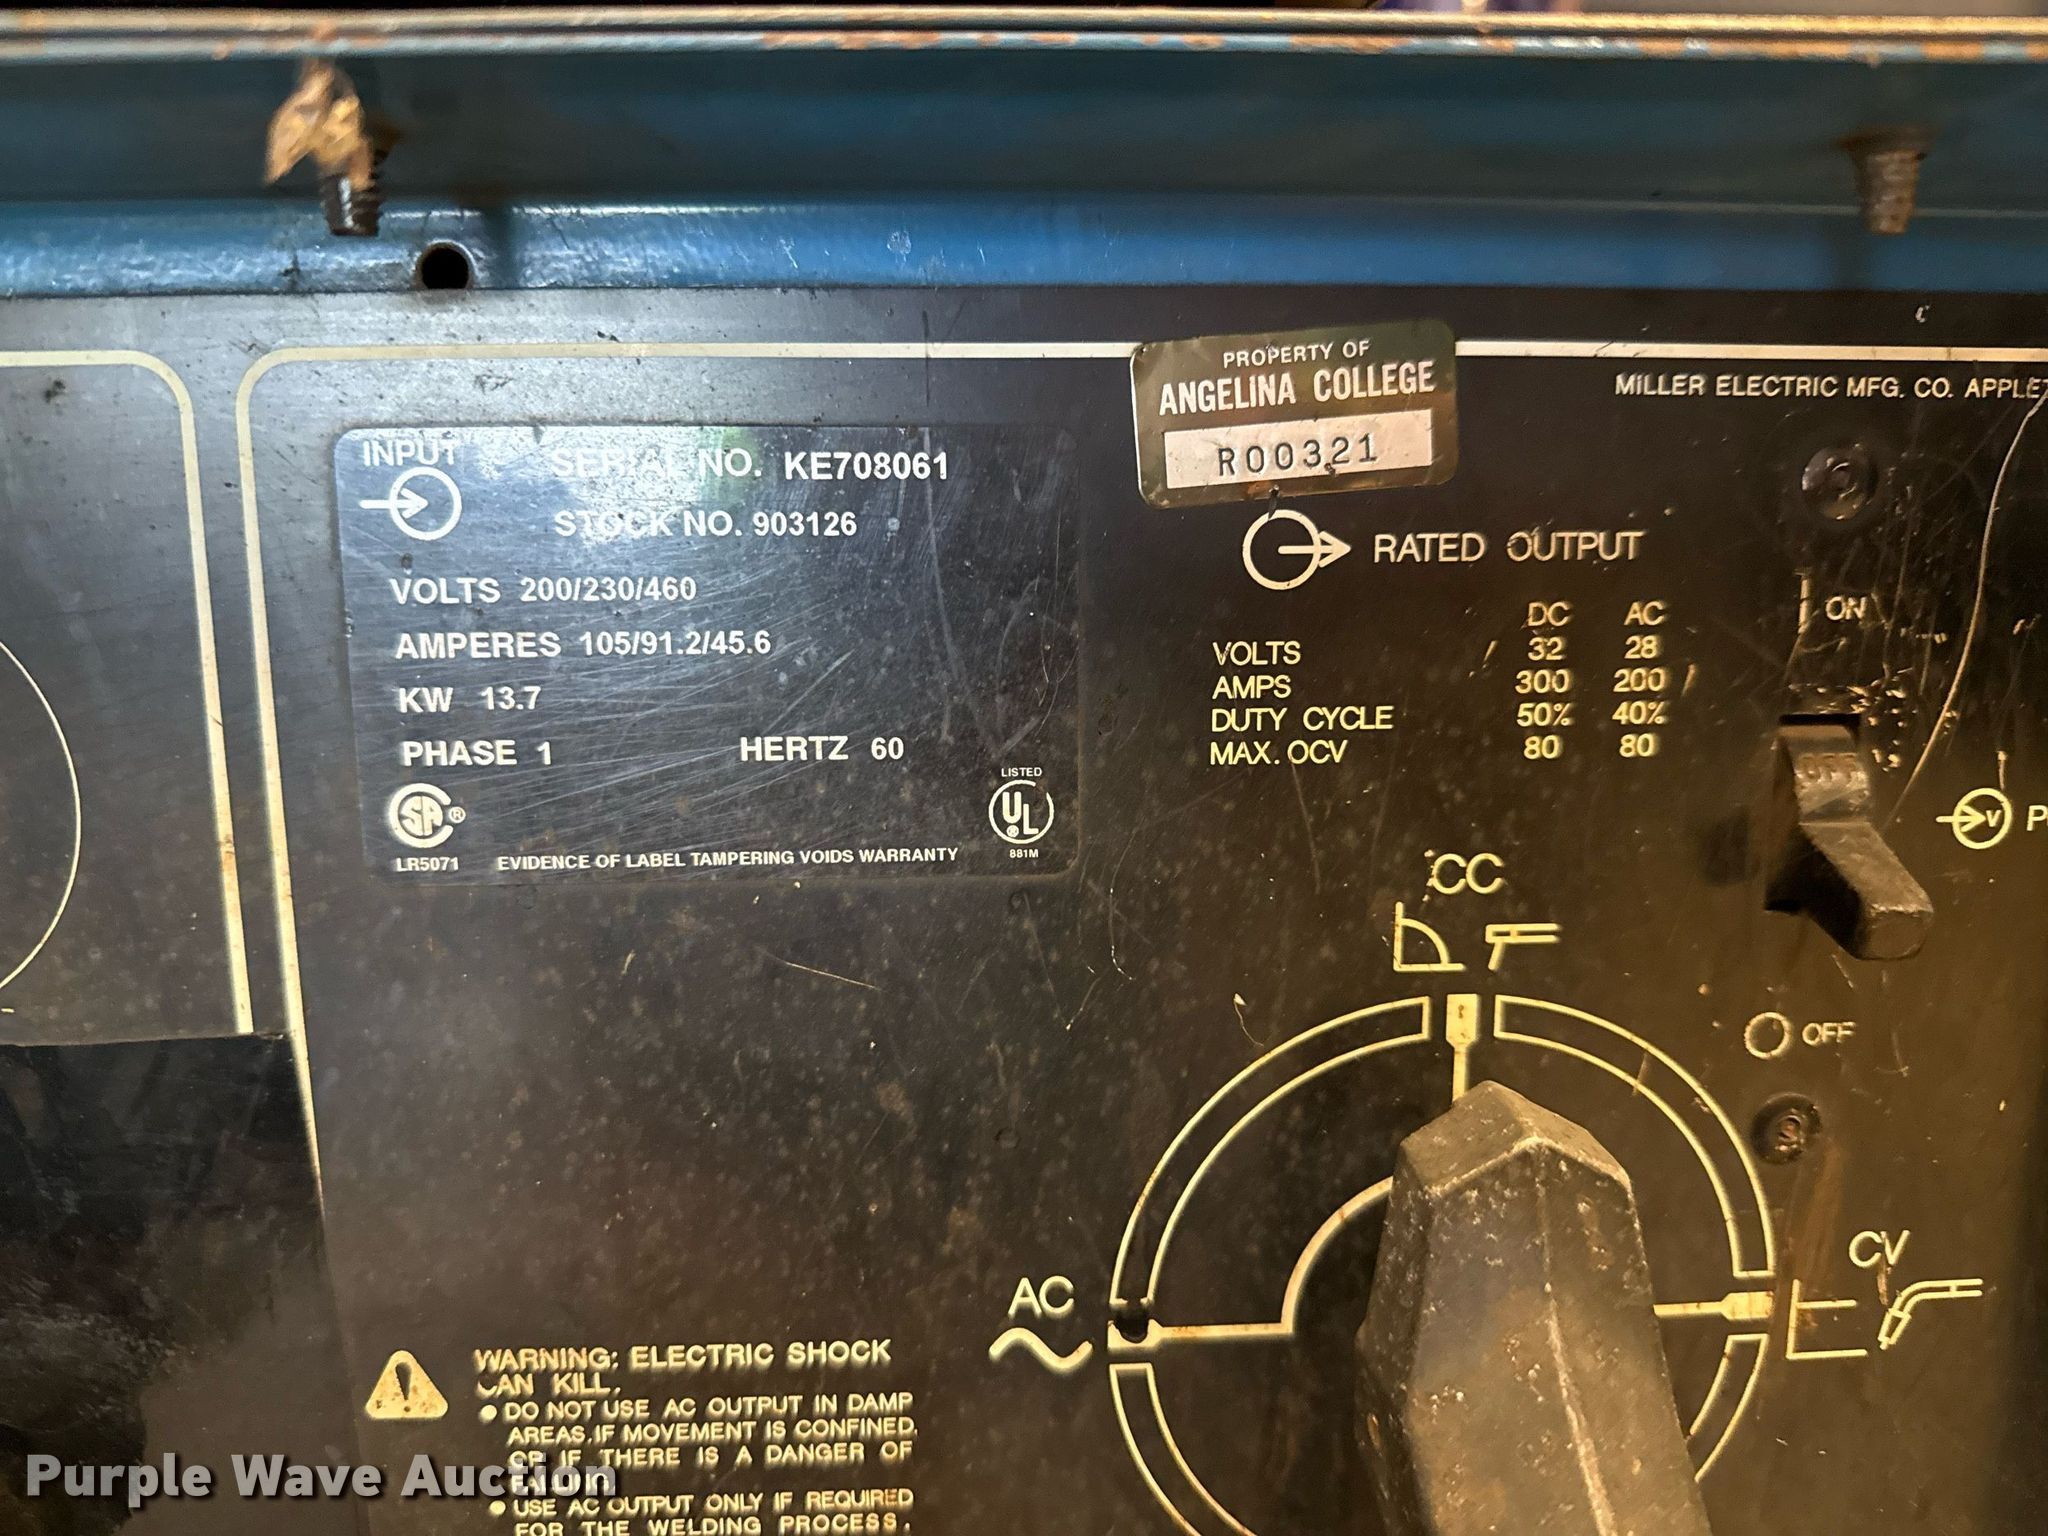 PROPERTY OF
ANGELINA COLLEGE
R00321
MILLER ELECTRIC MFG. CO.
INPUT
SERIAL NO. KE708061
STOCK NO. 903126
VOLTS 200/230/460
AMPERES 105/91.2/45.6
KW 13.7
PHASE 1 HERTZ 60
LISTED
UL
®
881M
SA ®
LR5071
EVIDENCE OF LABEL TAMPERING VOIDS WARRANTY
RATED OUTPUT
DC AC
VOLTS 32 28
AMPS 300 200
DUTY CYCLE 50% 40%
MAX. OCV 80 80
ON
OFF
V
OFF
CC
CV
AC
WARNING: ELECTRIC SHOCK
CAN KILL.
• DO NOT USE AC OUTPUT IN DAMP
AREAS, IF MOVEMENT IS CONFINED,
OR IF THERE IS A DANGER OF
FALLING.
• USE AC OUTPUT ONLY IF REQUIRED
FOR THE WELDING PROCESS,
Purple Wave Auction